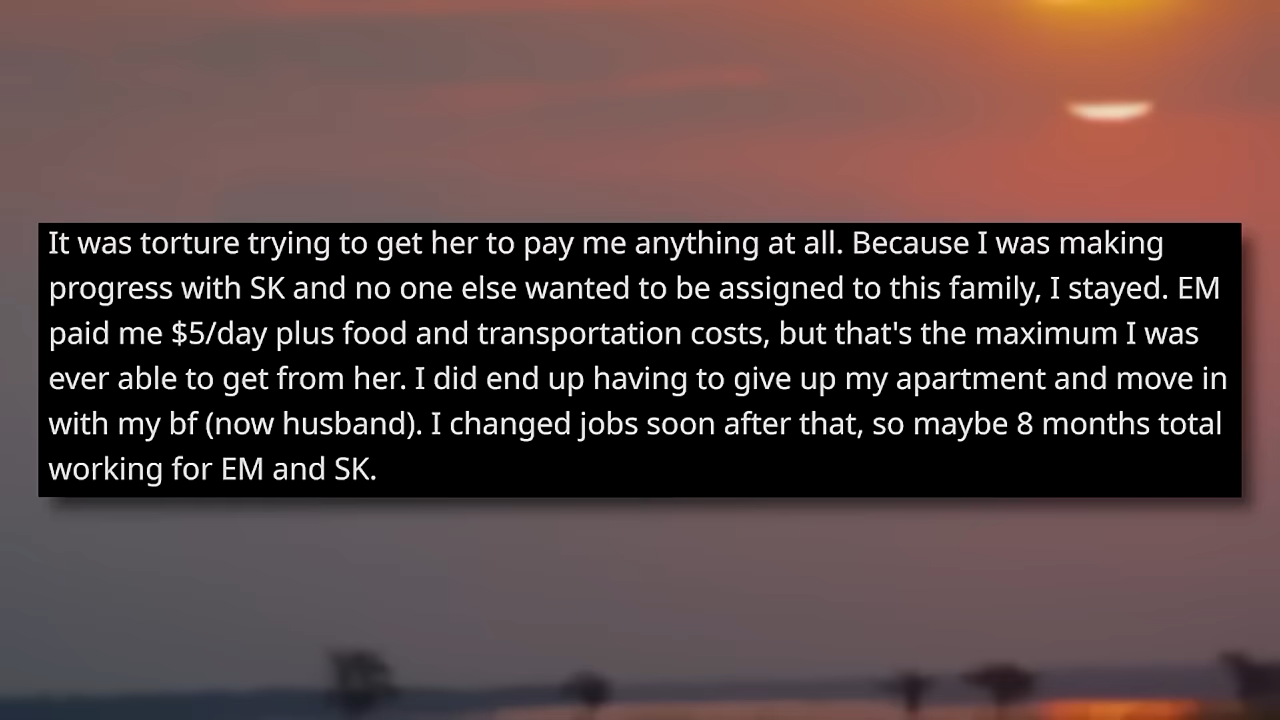 It was torture trying to get her to pay me anything at all. Because I was making
progress with SK and no one else wanted to be assigned to this family, I stayed. EM
paid me $5/day plus food and transportation costs, but that's the maximum I was
ever able to get from her. I did end up having to give up my apartment and move in
with my bf (now husband). I changed jobs soon after that, so maybe 8 months total
working for EM and SK.